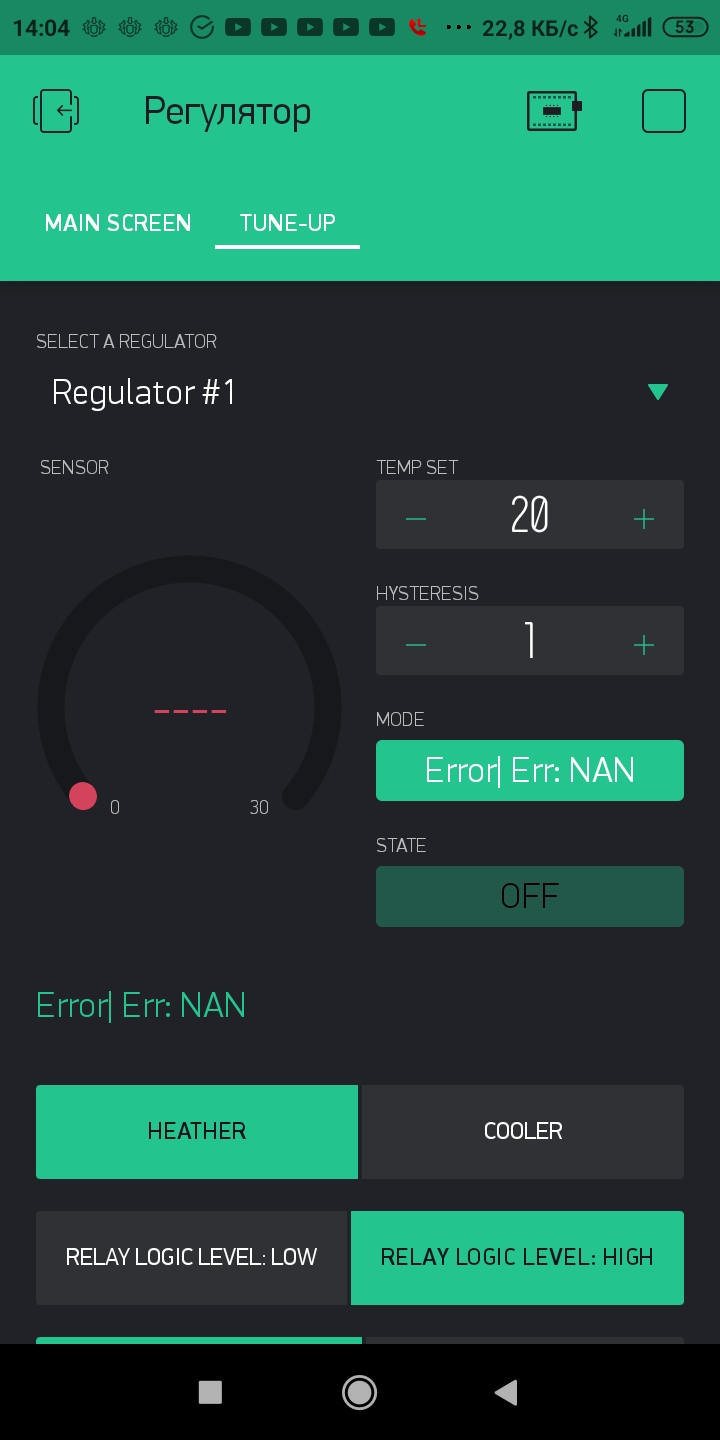 14:04 ... 22,8 КБ/с 4G 53
Регулятор
MAIN SCREEN TUNE-UP
SELECT A REGULATOR
Regulator #1
SENSOR TEMP SET
− 20 +
HYSTERESIS
− 1 +
----
MODE
Error| Err: NAN
0 30
STATE
OFF
Error| Err: NAN
HEATHER COOLER
RELAY LOGIC LEVEL: LOW RELAY LOGIC LEVEL: HIGH